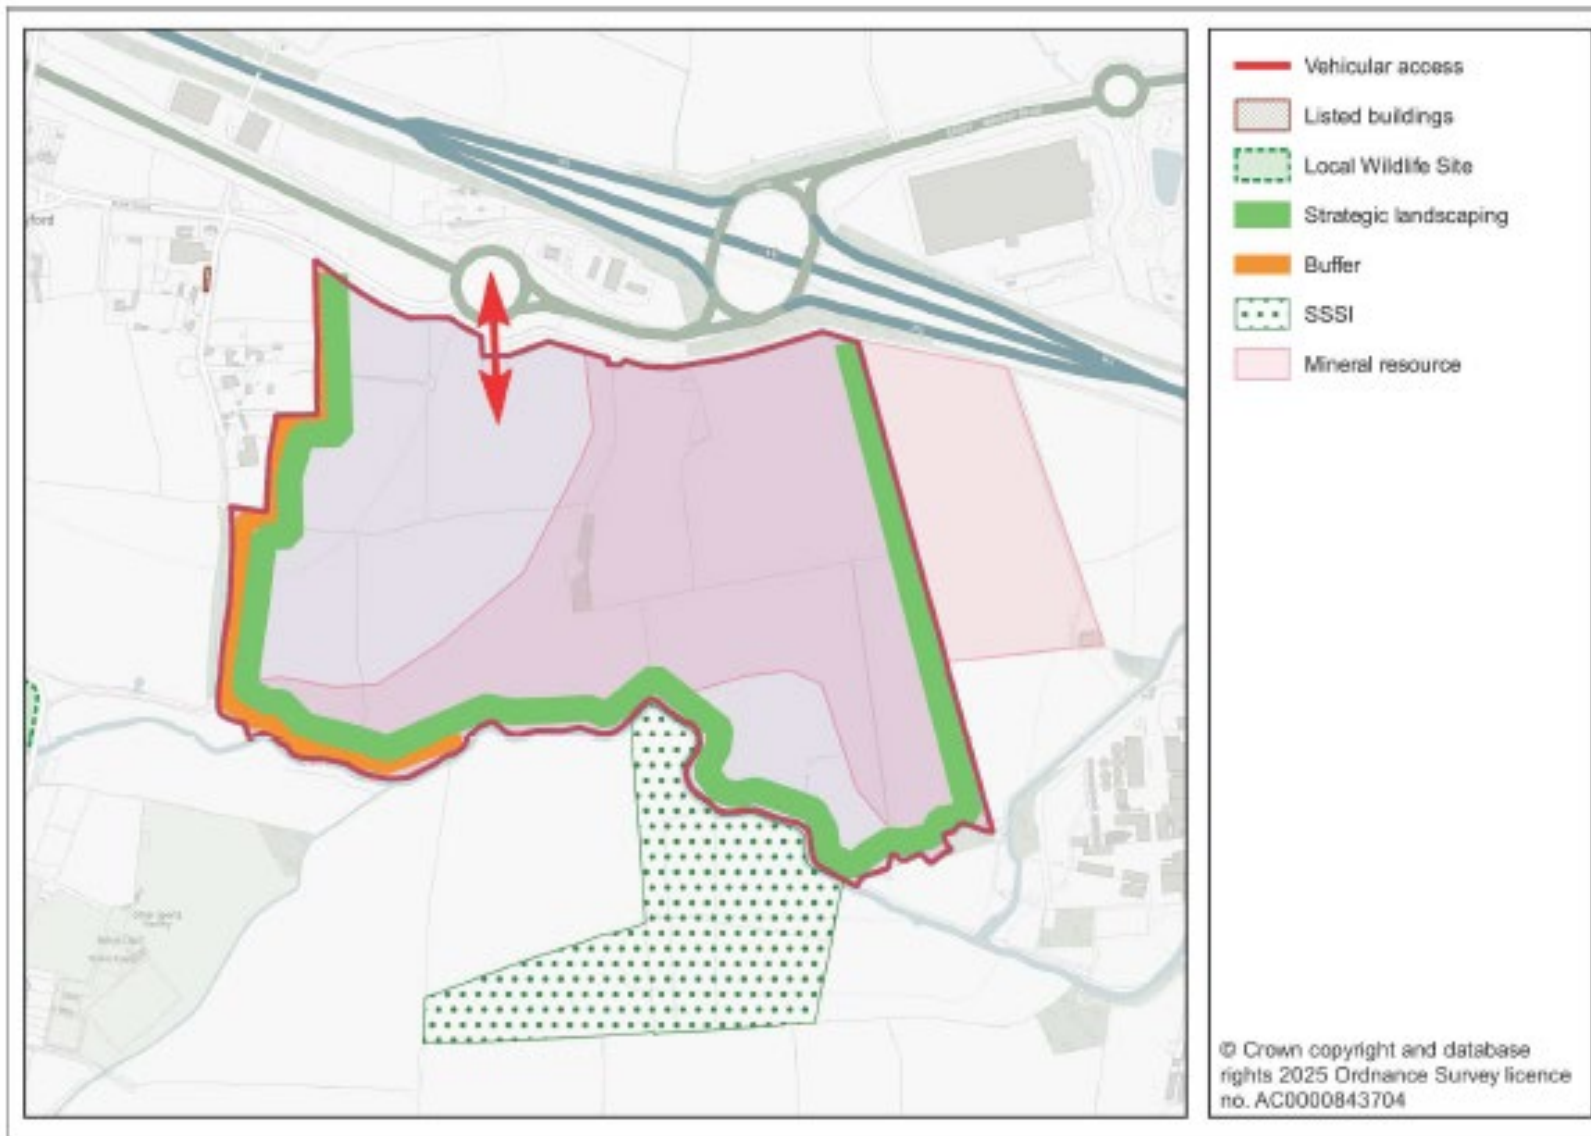 Vehicular access
Listed buildings
Local Wildlife Site
Strategic landscaping
Buffer
SSSI
Mineral resource
© Crown copyright and database
rights 2025 Ordnance Survey licence
no. AC0000843704